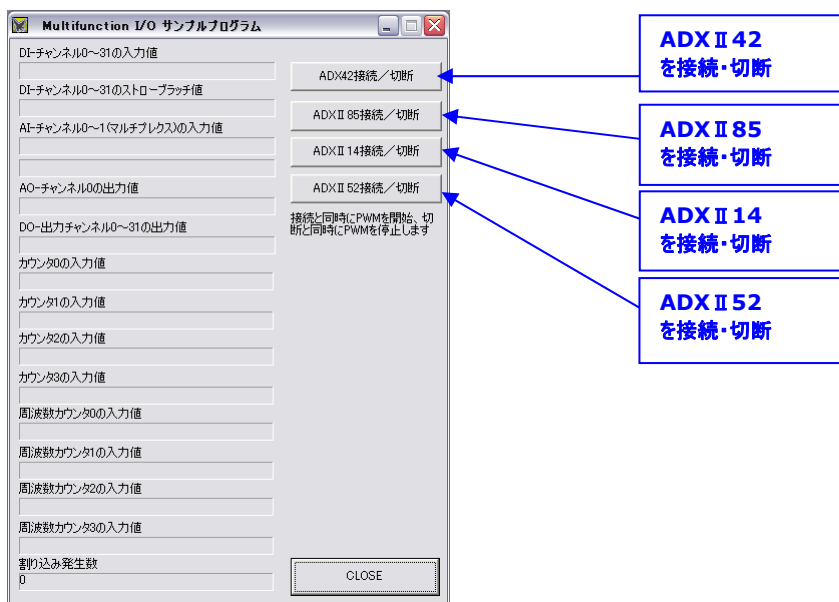 Multifunction I/O サンプルプログラム
DI-チャンネル0～31の入力値
DI-チャンネル0～31のストローブラッチ値
AI-チャンネル0～1(マルチプレクス)の入力値
AO-チャンネル0の出力値
DO-出力チャンネル0～31の出力値
カウンタ0の入力値
カウンタ1の入力値
カウンタ2の入力値
カウンタ3の入力値
周波数カウンタ0の入力値
周波数カウンタ1の入力値
周波数カウンタ2の入力値
周波数カウンタ3の入力値
割り込み発生数
0
ADX42接続／切断
ADXⅡ85接続／切断
ADXⅡ14接続／切断
ADXⅡ52接続／切断
接続と同時にPWMを開始、切
断と同時にPWMを停止します
CLOSE
ADXⅡ42
を接続・切断
ADXⅡ85
を接続・切断
ADXⅡ14
を接続・切断
ADXⅡ52
を接続・切断